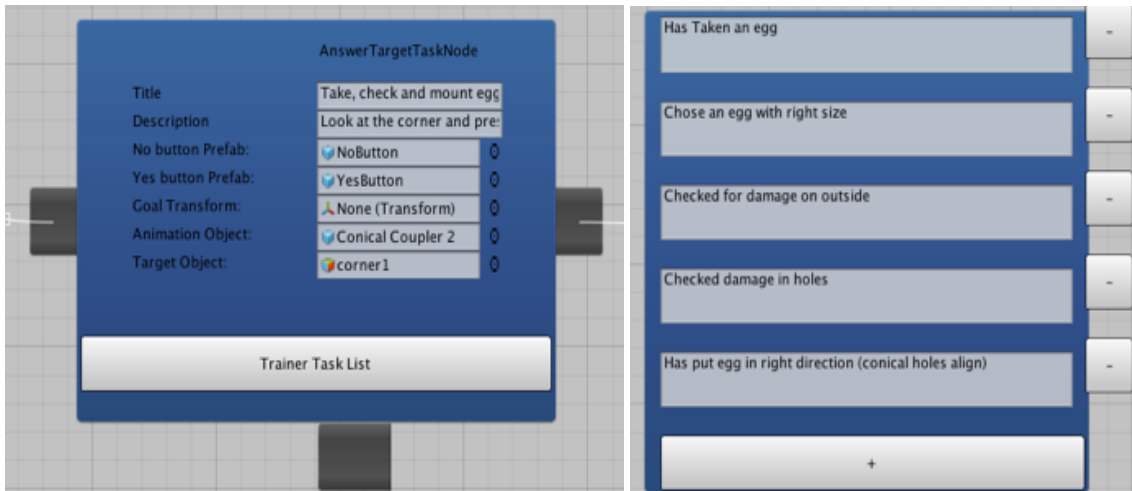 AnswerTargetTaskNode
Title
Take, check and mount egg
Description
Look at the corner and pre
No button Prefab:
NoButton
Yes button Prefab:
YesButton
Goal Transform:
None (Transform)
Animation Object:
Conical Coupler 2
Target Object:
corner1
Trainer Task List
Has Taken an egg
-
Chose an egg with right size
-
Checked for damage on outside
-
Checked damage in holes
-
Has put egg in right direction (conical holes align)
-
+